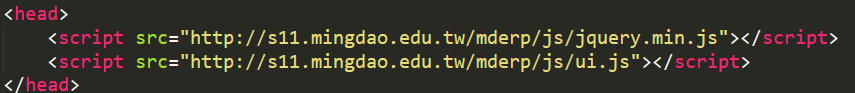 <head>
    <script src="http://s11.mingdao.edu.tw/mderp/js/jquery.min.js"></script>
    <script src="http://s11.mingdao.edu.tw/mderp/js/ui.js"></script>
</head>